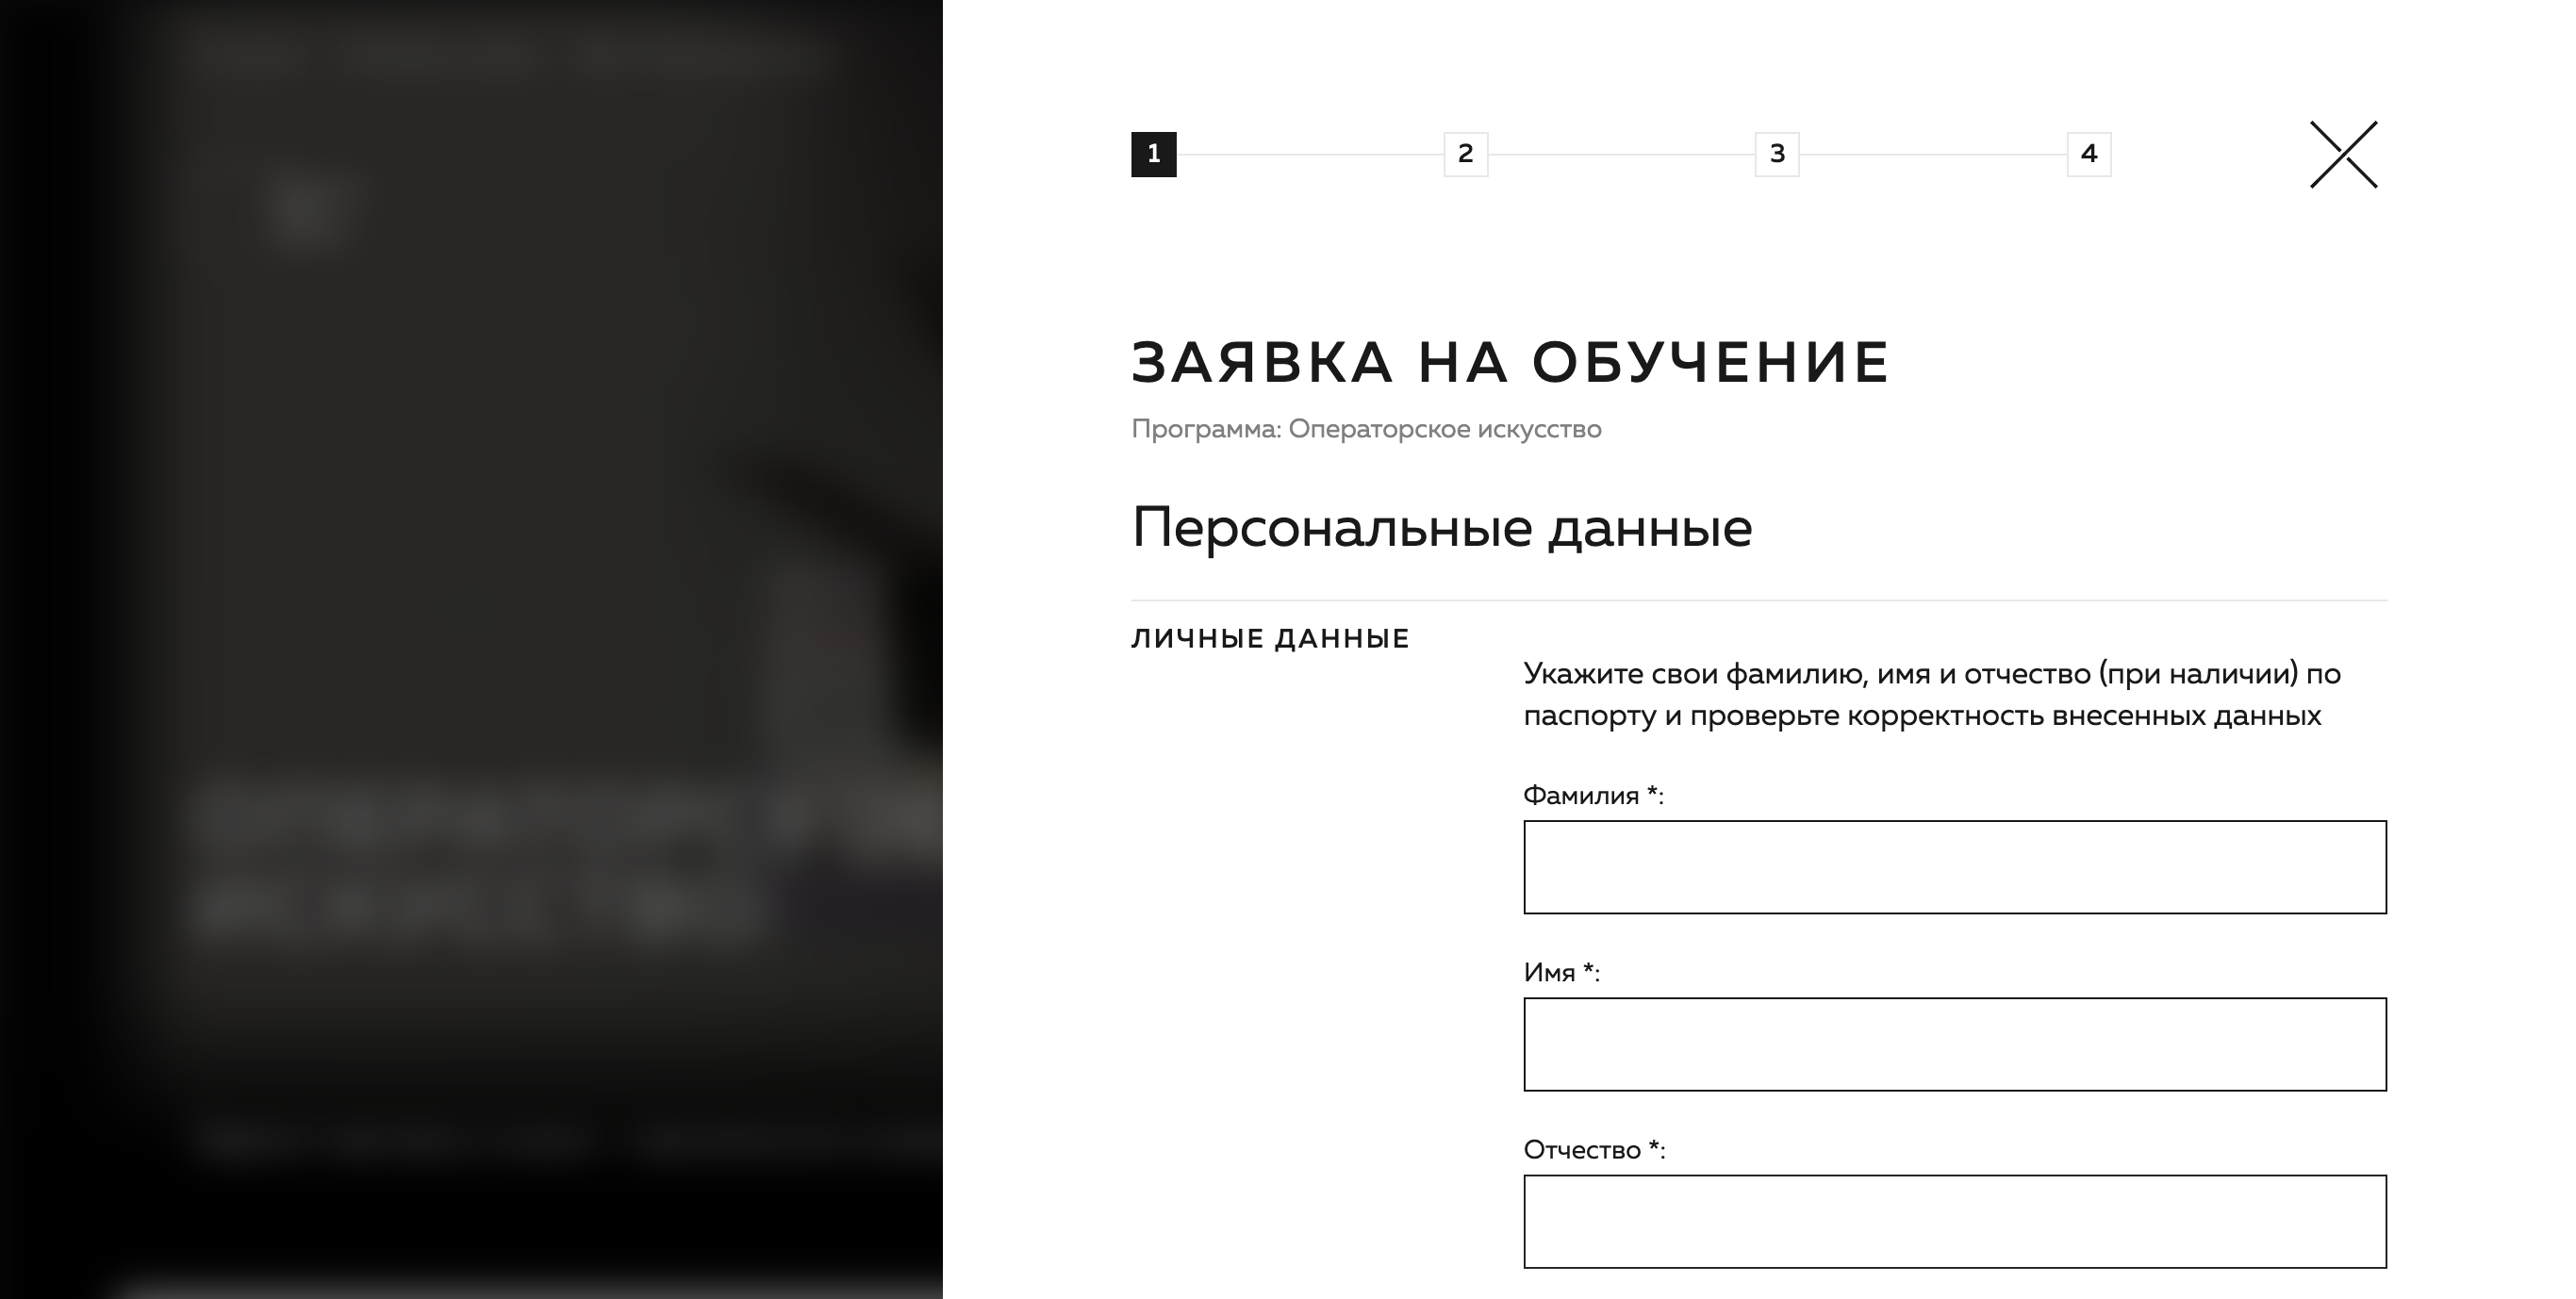 1
2
3
4
ЗАЯВКА НА ОБУЧЕНИЕ
Программа: Операторское искусство
Персональные данные
ЛИЧНЫЕ ДАННЫЕ
Укажите свои фамилию, имя и отчество (при наличии) по
паспорту и проверьте корректность внесенных данных
Фамилия *:
Имя *:
Отчество *: